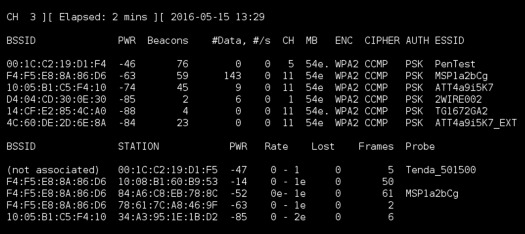 CH 3 ][ Elapsed: 2 mins ][ 2016-05-15 13:29
BSSID PWR Beacons #Data, #/s CH MB ENC CIPHER AUTH ESSID
00:1C:C2:19:D1:F4 -46 76 0 0 5 54e. WPA2 CCMP PSK PenTest
F4:F5:E8:8A:86:D6 -63 59 143 0 11 54e WPA2 CCMP PSK MSP1a2bCg
10:05:B1:C5:F4:10 -74 45 9 0 11 54e WPA2 CCMP PSK ATT4a9i5K7
D4:04:CD:30:0E:30 -85 2 6 0 1 54e WPA2 CCMP PSK 2WIRE002
14:CF:E2:85:4C:A0 -88 4 0 0 11 54e. WPA2 CCMP PSK TG1672GA2
4C:60:DE:2D:6E:8A -84 23 0 0 11 54e WPA2 CCMP PSK ATT4a9i5K7_EXT
BSSID STATION PWR Rate Lost Frames Probe
(not associated) 00:1C:C2:19:D1:F5 -47 0 - 1 0 5 Tenda_501500
F4:F5:E8:8A:86:D6 10:08:B1:60:B9:53 -14 0 - 1e 0 50
F4:F5:E8:8A:86:D6 84:A6:C8:EB:78:8C -52 0e- 1e 0 61 MSP1a2bCg
F4:F5:E8:8A:86:D6 78:61:7C:A8:46:9F -63 0 - 1e 0 2
10:05:B1:C5:F4:10 34:A3:95:1E:1B:D2 -85 0 - 2e 0 6